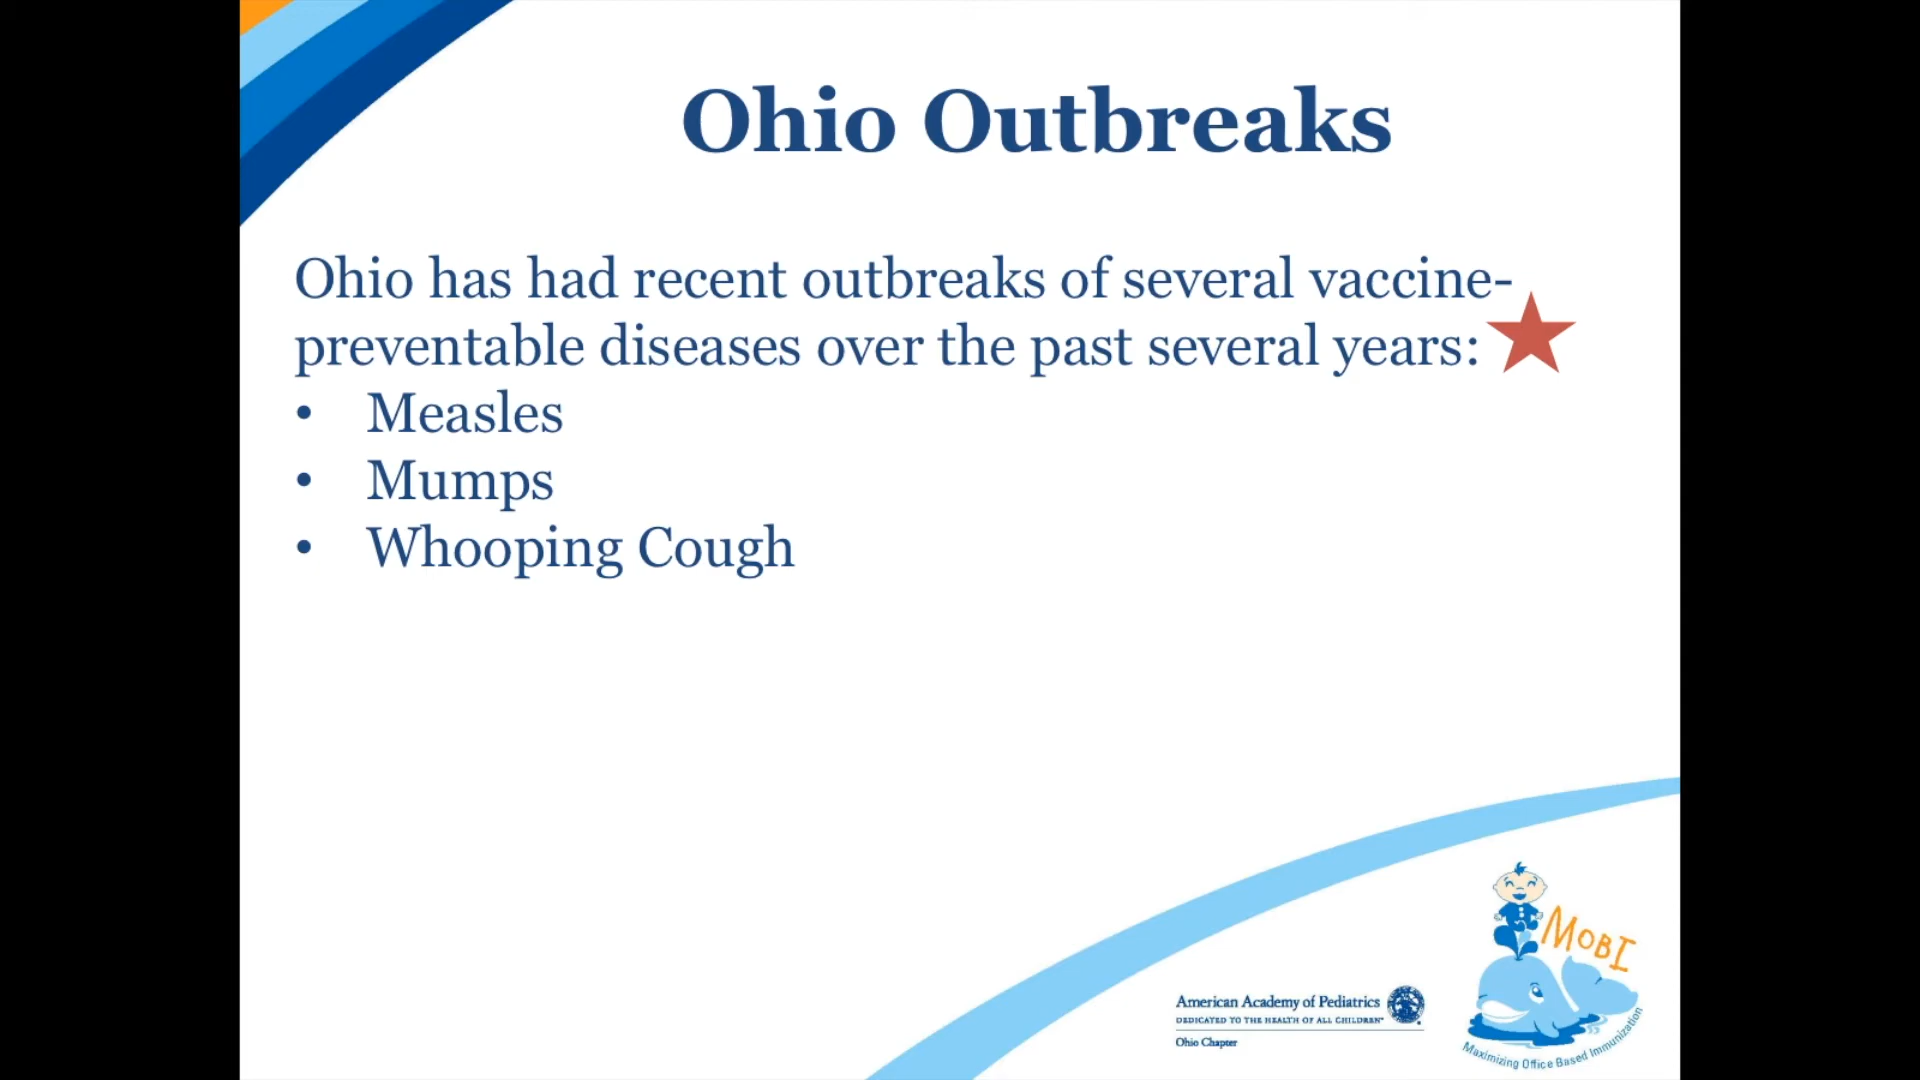 Ohio Outbreaks
Ohio has had recent outbreaks of several vaccine-
preventable diseases over the past several years:
• Measles
• Mumps
• Whooping Cough
MOBI
American Academy of Pediatrics
DEDICATED TO THE HEALTH OF ALL CHILDREN™
Ohio Chapter
Maximizing Office Based Immunization